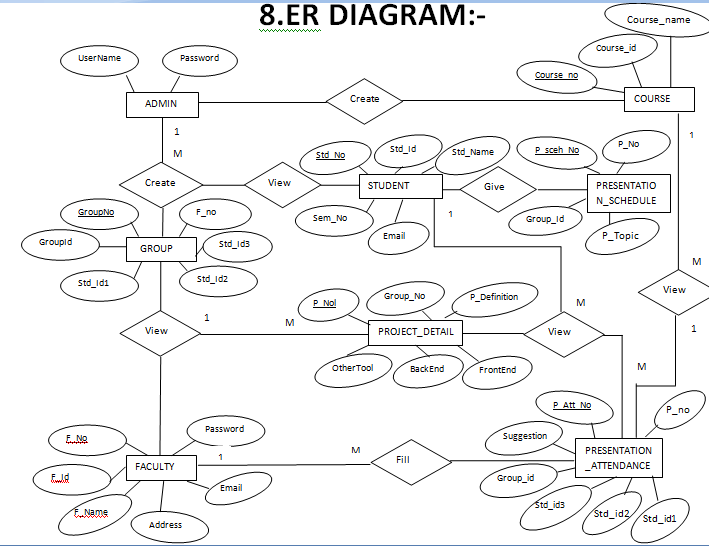 8.ER DIAGRAM:-
Course_name
UserName
Password
Course_id
Course_no
ADMIN
Create
COURSE
1
M
1
Std_No
Std_Id
Std_Name
P_sceh_No
P_No
Create
View
STUDENT
Give
PRESENTATIO
N_SCHEDULE
GroupNo
F_no
Sem_No
1
Group_Id
Email
P_Topic
GroupId
GROUP
Std_Id3
Std_Id1
Std_Id2
M
View
P_Nol
Group_No
P_Definition
M
1
M
View
PROJECT_DETAIL
View
1
OtherTool
BackEnd
FrontEnd
M
P_Att_No
P_no
F_No
Password
Suggestion
1
M
Fill
PRESENTATION
_ATTENDANCE
FACULTY
F_Id
Email
Group_id
F_Name
Address
Std_id3
Std_id2
Std_id1